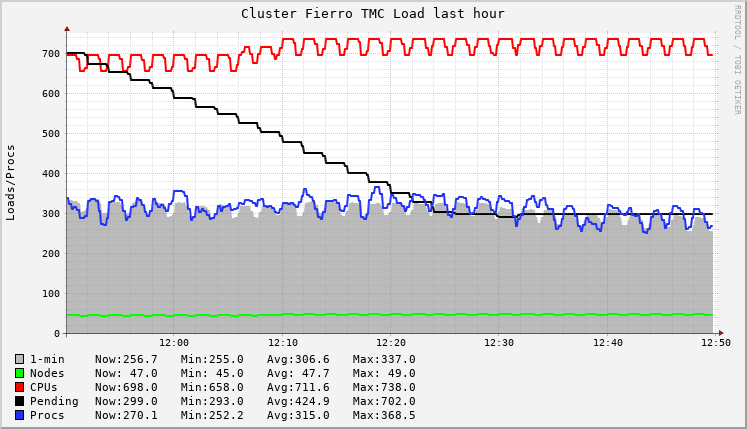 Cluster Fierro TMC Load last hour
RRDTOOL / TOBI OETIKER
Loads/Procs
700
600
500
400
300
200
100
0
12:00 12:10 12:20 12:30 12:40 12:50
1-min Now:256.7 Min:255.0 Avg:306.6 Max:337.0
Nodes Now: 47.0 Min: 45.0 Avg: 47.7 Max: 49.0
CPUs Now:698.0 Min:658.0 Avg:711.6 Max:738.0
Pending Now:299.0 Min:293.0 Avg:424.9 Max:702.0
Procs Now:270.1 Min:252.2 Avg:315.0 Max:368.5